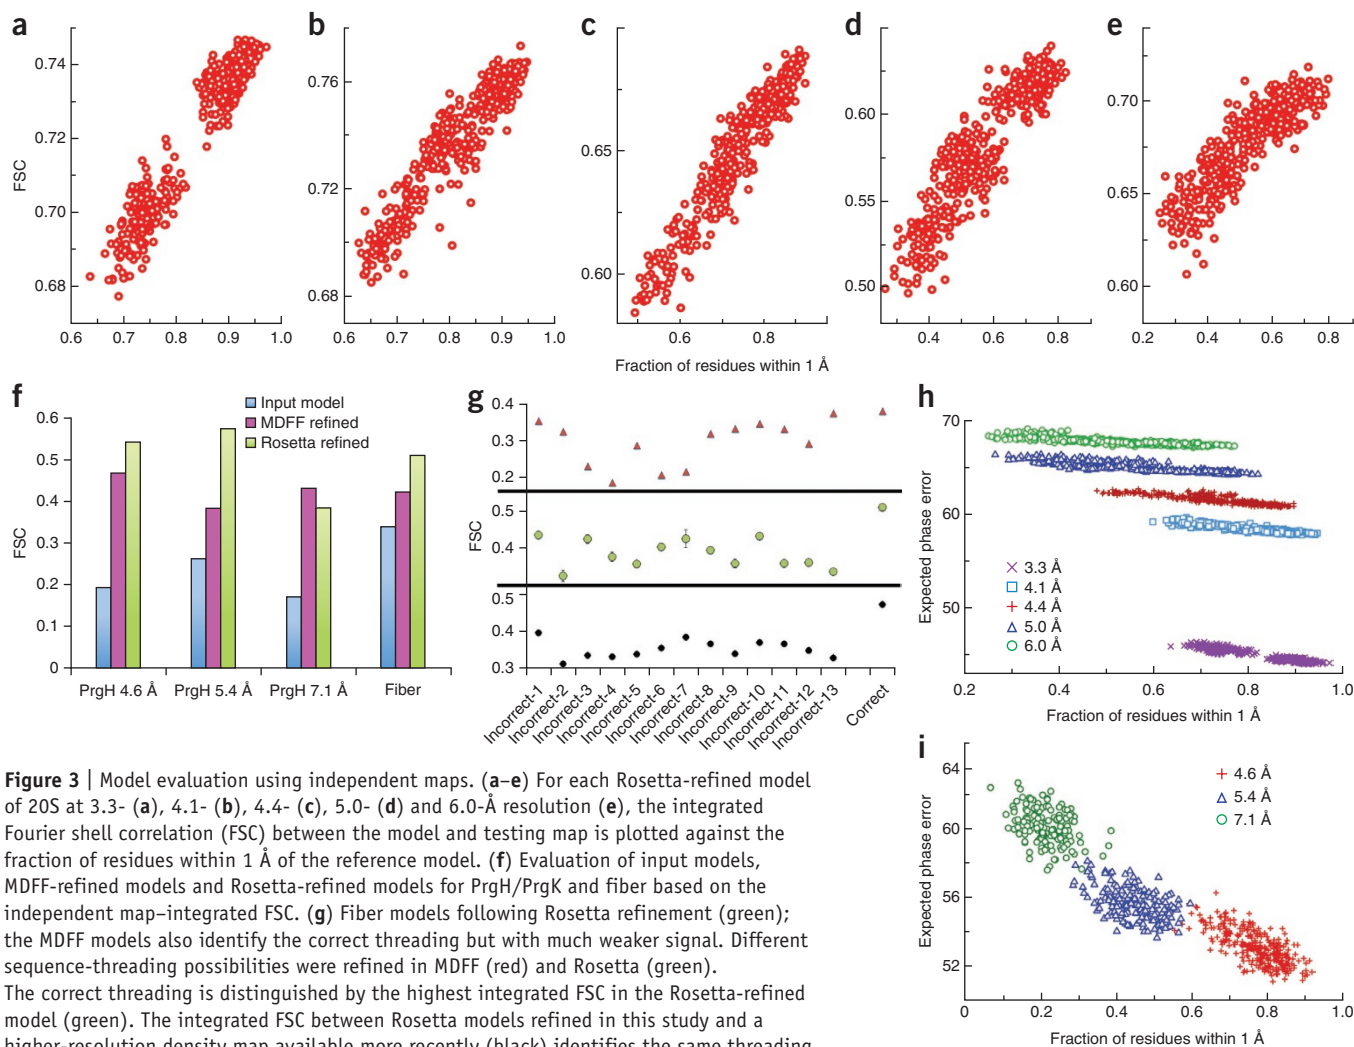 a
b
c
d
e
FSC
0.74
0.72
0.70
0.68
0.6 0.7 0.8 0.9 1.0
0.76
0.72
0.68
0.6 0.7 0.8 0.9 1.0
0.65
0.60
0.6 0.8
0.60
0.55
0.50
0.4 0.6 0.8
0.70
0.65
0.60
0.2 0.4 0.6 0.8
Fraction of residues within 1 Å
f
FSC
0.6
0.5
0.4
0.3
0.2
0.1
0
Input model
MDFF refined
Rosetta refined
PrgH 4.6 Å PrgH 5.4 Å PrgH 7.1 Å Fiber
g
FSC
0.4
0.3
0.2
0.5
0.4
0.5
0.4
0.3
Incorrect-1
Incorrect-2
Incorrect-3
Incorrect-4
Incorrect-5
Incorrect-6
Incorrect-7
Incorrect-8
Incorrect-9
Incorrect-10
Incorrect-11
Incorrect-12
Incorrect-13
Correct
h
Expected phase error
70
60
50
3.3 Å
4.1 Å
4.4 Å
5.0 Å
6.0 Å
0.2 0.4 0.6 0.8 1.0
Fraction of residues within 1 Å
i
Expected phase error
64
60
56
52
4.6 Å
5.4 Å
7.1 Å
0 0.2 0.4 0.6 0.8 1.0
Fraction of residues within 1 Å
Figure 3 | Model evaluation using independent maps. (a–e) For each Rosetta-refined model
of 20S at 3.3- (a), 4.1- (b), 4.4- (c), 5.0- (d) and 6.0-Å resolution (e), the integrated
Fourier shell correlation (FSC) between the model and testing map is plotted against the
fraction of residues within 1 Å of the reference model. (f) Evaluation of input models,
MDFF-refined models and Rosetta-refined models for PrgH/PrgK and fiber based on the
independent map–integrated FSC. (g) Fiber models following Rosetta refinement (green);
the MDFF models also identify the correct threading but with much weaker signal. Different
sequence-threading possibilities were refined in MDFF (red) and Rosetta (green).
The correct threading is distinguished by the highest integrated FSC in the Rosetta-refined
model (green). The integrated FSC between Rosetta models refined in this study and a
higher-resolution density map available more recently (black) identifies the same threading